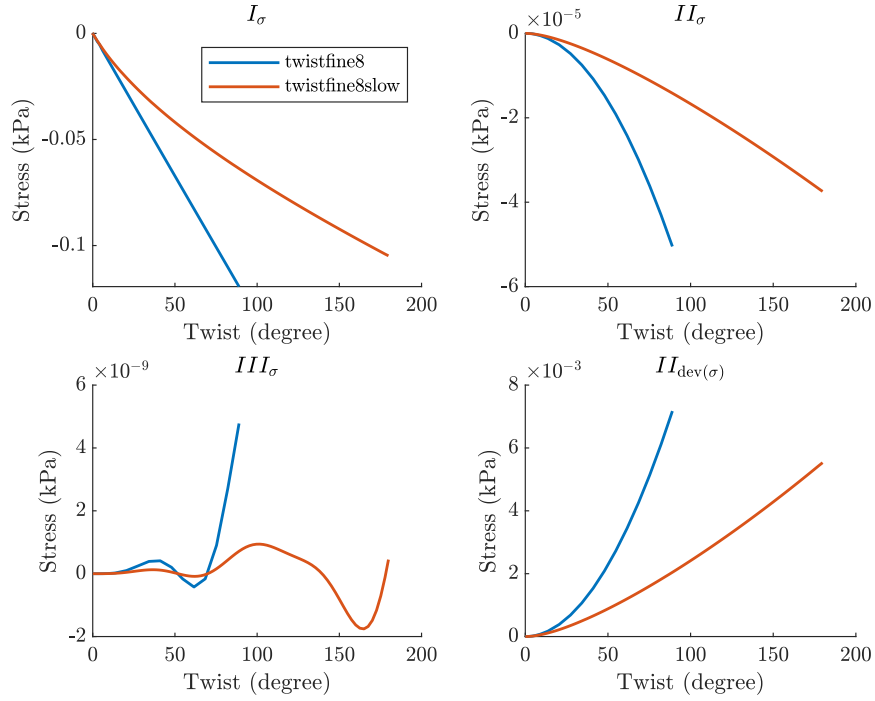 I_σ
0
-0.05
-0.1
Stress (kPa)
twistfine8
twistfine8slow
0 50 100 150 200
Twist (degree)
II_σ
×10⁻⁵
0
-2
-4
-6
Stress (kPa)
0 50 100 150 200
Twist (degree)
III_σ
×10⁻⁹
6
4
2
0
-2
Stress (kPa)
0 50 100 150 200
Twist (degree)
II_dev(σ)
×10⁻³
8
6
4
2
0
Stress (kPa)
0 50 100 150 200
Twist (degree)